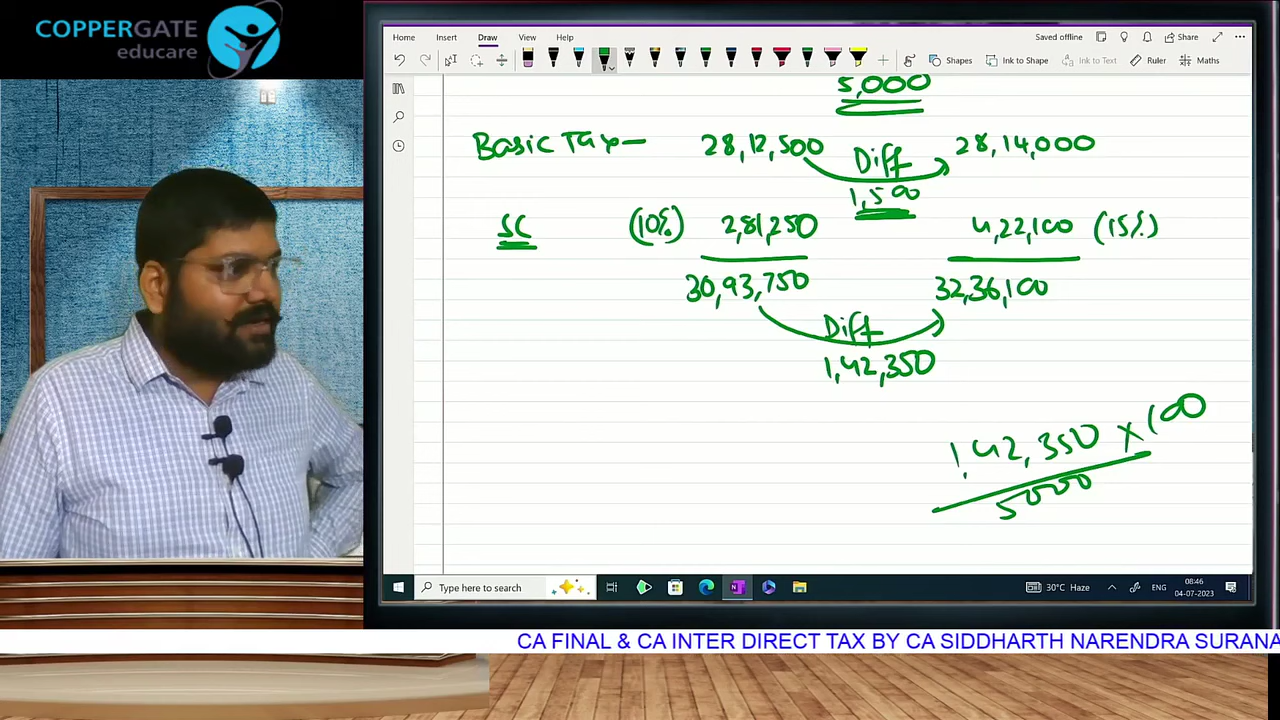 COPPERGATE
educare
Home Insert Draw View Help
Saved offline Share
Shapes Ink to Shape Ink to Text Ruler Maths
5,000
Basic Tax— 28,12,500 Diff 28,14,000
1,500
SC (10%) 2,81,250 4,22,100 (15%)
30,93,750 32,36,100
Diff
1,42,350
1,42,350 x 100
5000
Type here to search 30°C Haze ENG 08:46
04-07-2023
CA FINAL & CA INTER DIRECT TAX BY CA SIDDHARTH NARENDRA SURANA